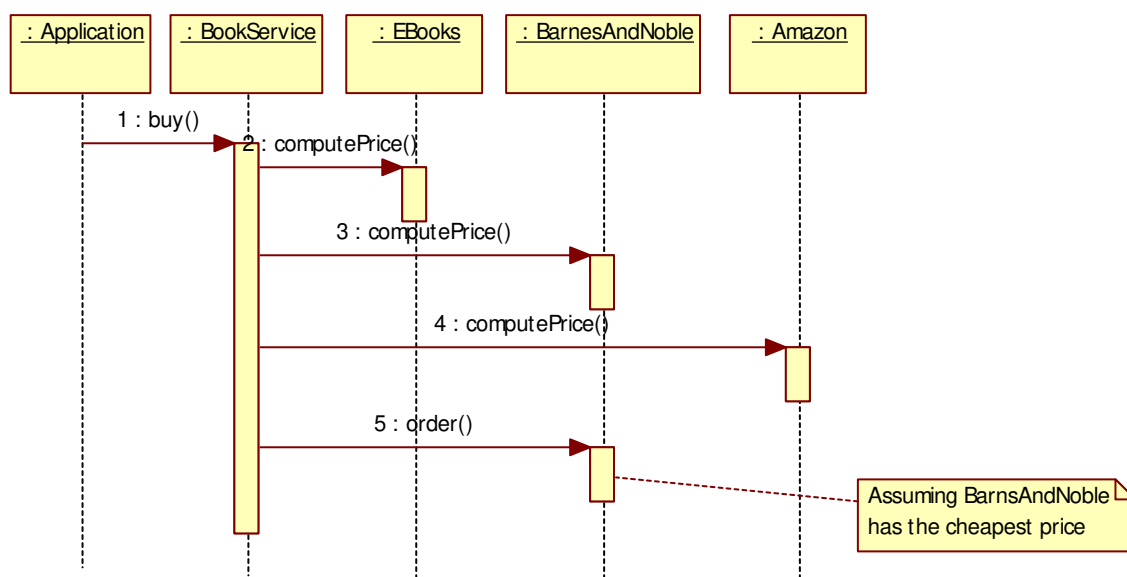 : Application
: BookService
: EBooks
: BarnesAndNoble
: Amazon
1 : buy()
2 : computePrice()
3 : computePrice()
4 : computePrice()
5 : order()
Assuming BarnsAndNoble
has the cheapest price